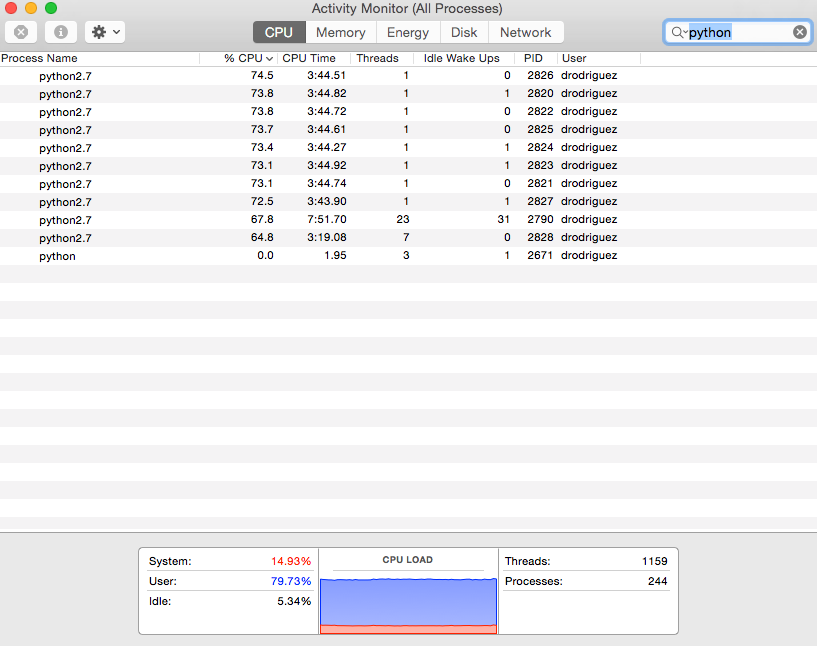 Activity Monitor (All Processes)
CPU Memory Energy Disk Network python
Process Name % CPU CPU Time Threads Idle Wake Ups PID User
python2.7 74.5 3:44.51 1 0 2826 drodriguez
python2.7 73.8 3:44.82 1 1 2820 drodriguez
python2.7 73.8 3:44.72 1 0 2822 drodriguez
python2.7 73.7 3:44.61 1 0 2825 drodriguez
python2.7 73.4 3:44.27 1 1 2824 drodriguez
python2.7 73.1 3:44.92 1 1 2823 drodriguez
python2.7 73.1 3:44.74 1 0 2821 drodriguez
python2.7 72.5 3:43.90 1 1 2827 drodriguez
python2.7 67.8 7:51.70 23 31 2790 drodriguez
python2.7 64.8 3:19.08 7 0 2828 drodriguez
python 0.0 1.95 3 1 2671 drodriguez
System: 14.93% CPU LOAD Threads: 1159
User: 79.73% Processes: 244
Idle: 5.34%